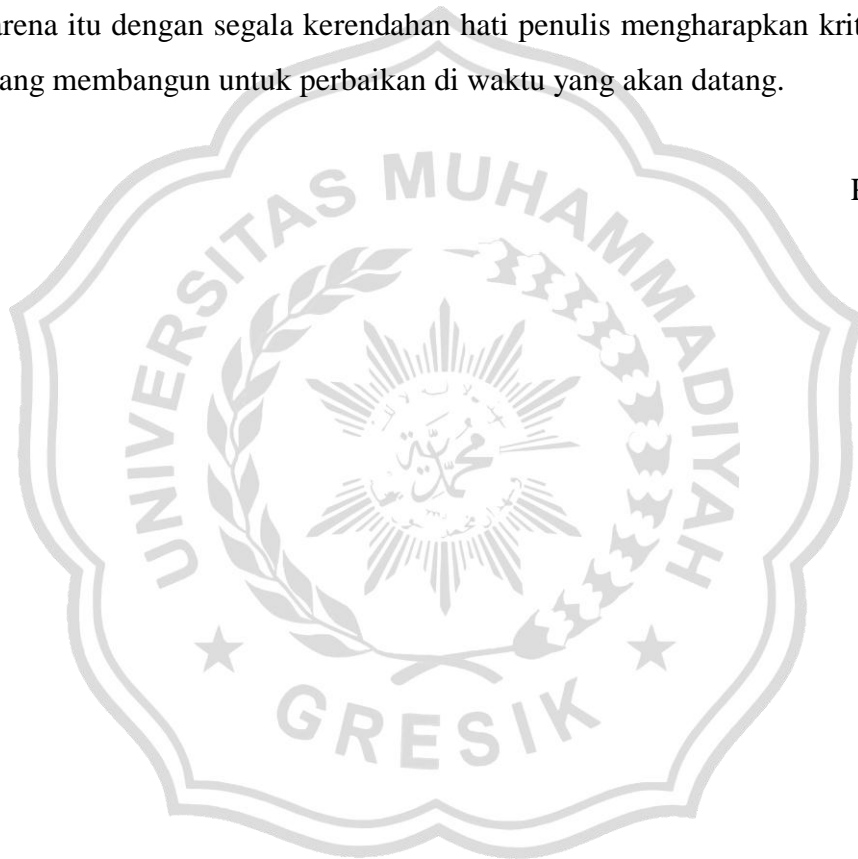 arena itu dengan segala kerendahan hati penulis mengharapkan krit
ang membangun untuk perbaikan di waktu yang akan datang.
UNIVERSITAS MUHAMMADIYAH
محمد
GRESIK